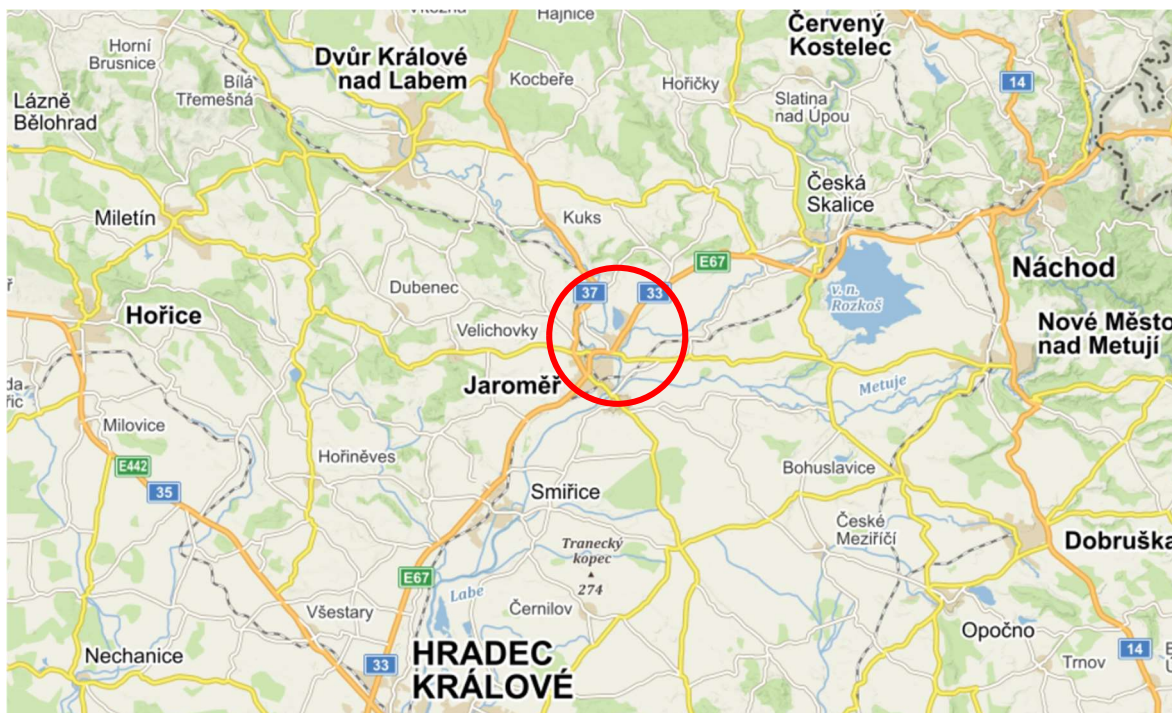 Hajnice
Červený
Kostelec
Horní
Brusnice
Dvůr Králové
nad Labem
Bílá
Třemešná
Kocbeře
Hořičky
14
Lázně
Bělohrad
Slatina
nad Úpou
Česká
Skalice
Miletín
Kuks
E67
Náchod
37
33
Dubenec
v. n.
Rozkoš
Hořice
Velichovky
Nové Město
nad Metují
Jaroměř
Metuje
Milovice
Hořiněves
E442
35
Bohuslavice
Smiřice
České
Meziříčí
Tranecký
kopec
274
Dobruška
E67
Labe
Černilov
Všestary
Opočno
Nechanice
33
HRADEC
KRÁLOVÉ
14
Trnov